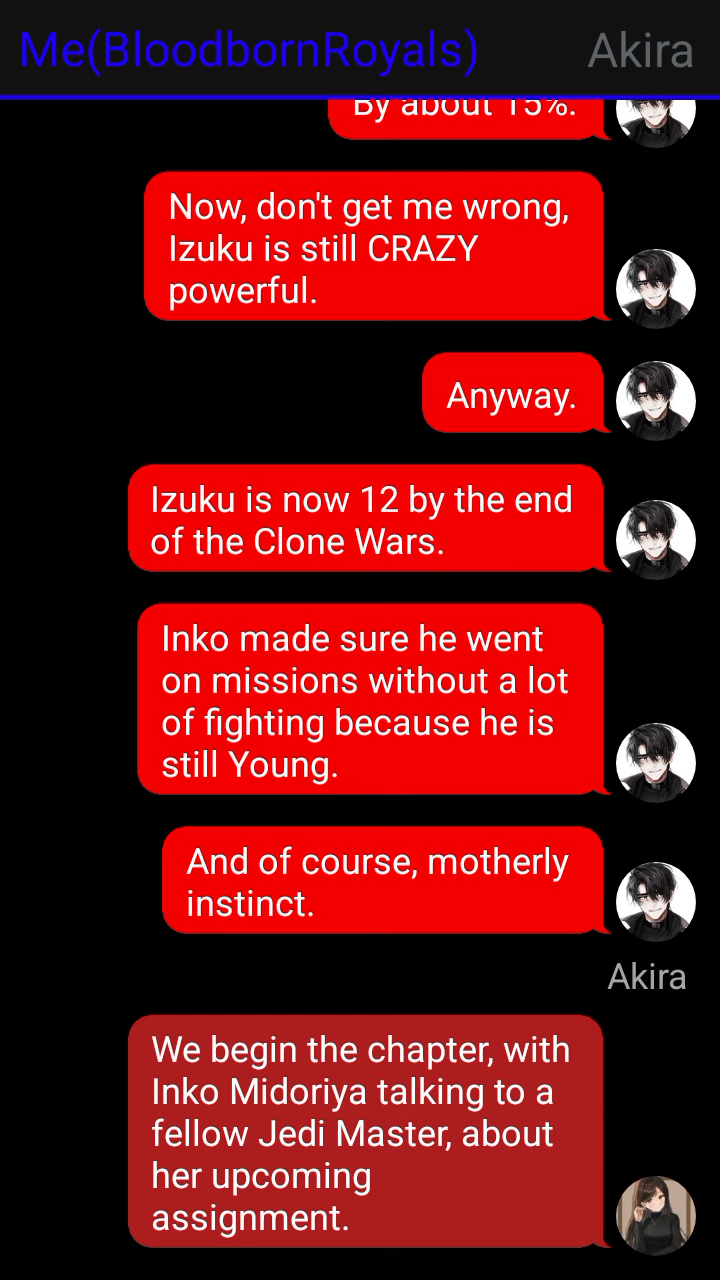 Me(BloodbornRoyals) Akira
By about 15%.
Now, don't get me wrong,
Izuku is still CRAZY
powerful.
Anyway.
Izuku is now 12 by the end
of the Clone Wars.
Inko made sure he went
on missions without a lot
of fighting because he is
still Young.
And of course, motherly
instinct.
Akira
We begin the chapter, with
Inko Midoriya talking to a
fellow Jedi Master, about
her upcoming
assignment.